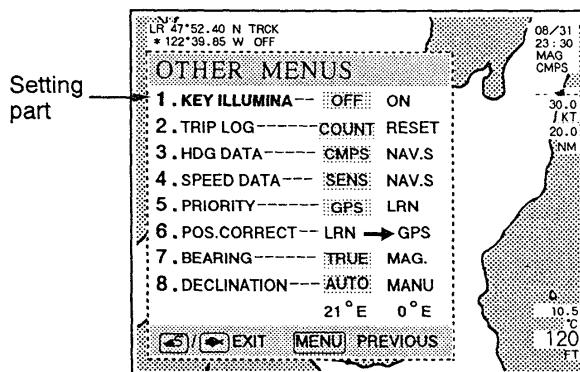 LR 47°52.40 N TRCK
* 122°39.85 W OFF
08/31
23:30
MAG
CMPS
OTHER MENUS
Setting
part
1.KEY ILLUMINA-- OFF ON
2.TRIP LOG------COUNT RESET
3.HDG DATA----- CMPS NAV.S
4.SPEED DATA--- SENS NAV.S
5.PRIORITY------ GPS LRN
6.POS.CORRECT-- LRN → GPS
7.BEARING------- TRUE MAG.
8.DECLINATION--- AUTO MANU
21°E 0°E
/ EXIT MENU PREVIOUS
30.0
KT
20.0
NM
10.5
°C
120
FT